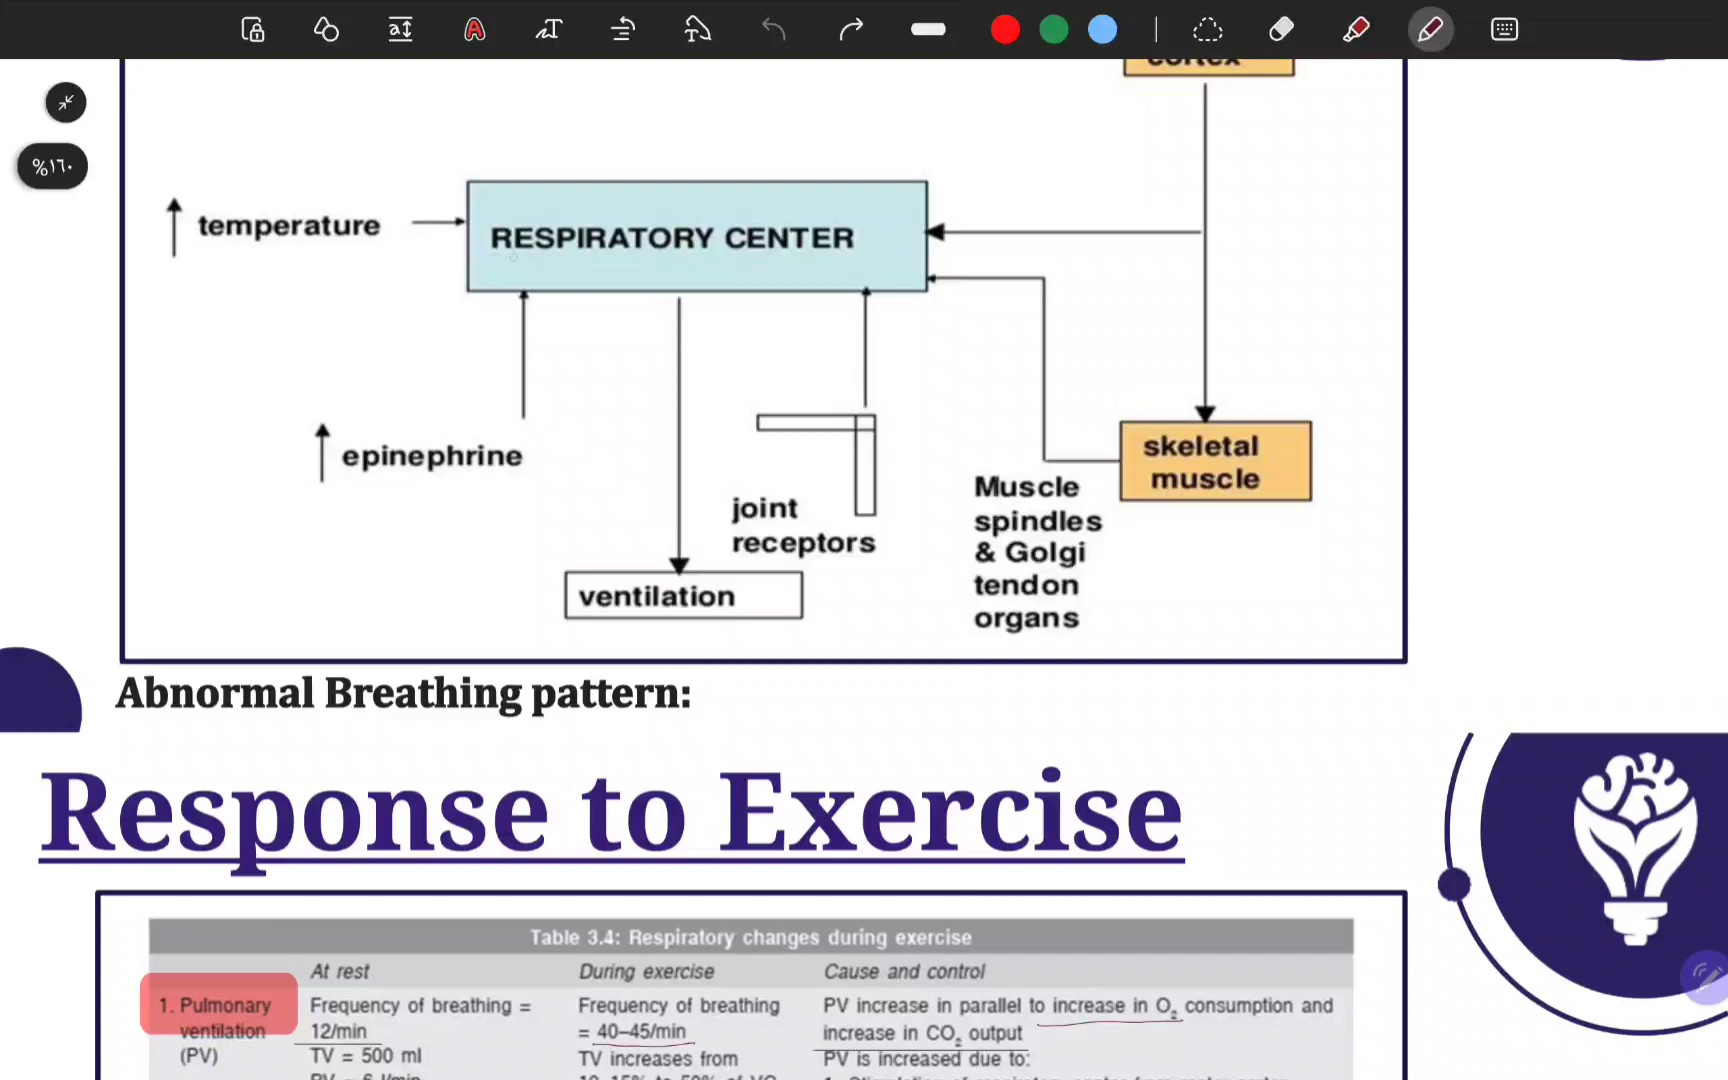 cortex
%١٦٠
temperature
RESPIRATORY CENTER
epinephrine
joint
receptors
skeletal
muscle
Muscle
spindles
& Golgi
tendon
organs
ventilation
Abnormal Breathing pattern:
Response to Exercise
Table 3.4: Respiratory changes during exercise
At rest During exercise Cause and control
1. Pulmonary Frequency of breathing = Frequency of breathing PV increase in parallel to increase in O₂ consumption and
ventilation 12/min = 40–45/min increase in CO₂ output
(PV) TV = 500 ml TV increases from PV is increased due to: